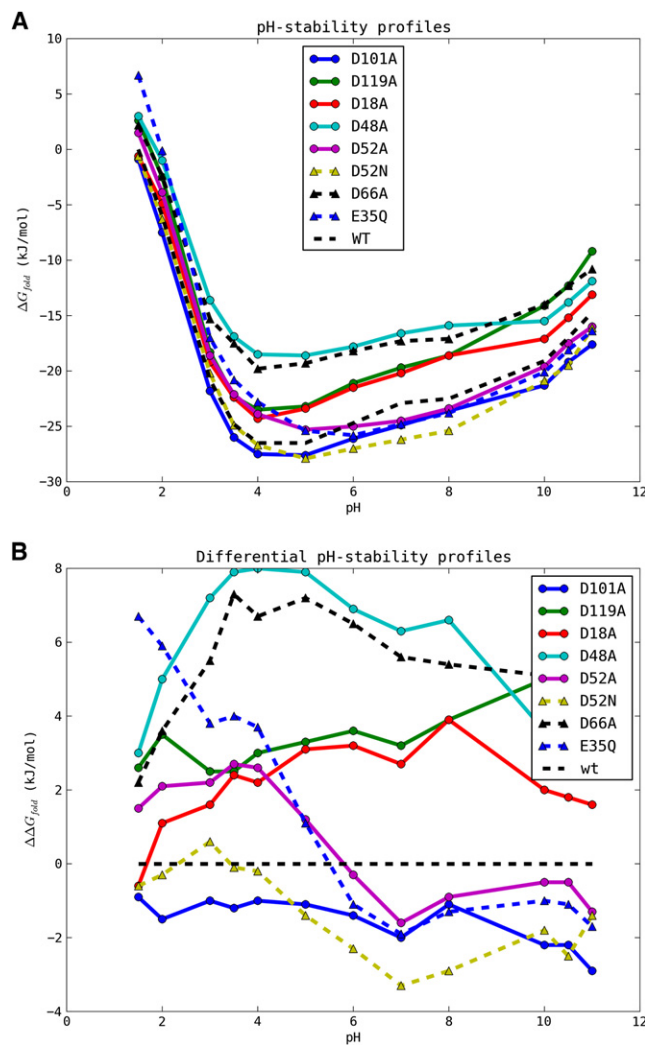 A
pH-stability profiles
10
5
0
−5
−10
−15
−20
−25
−30
ΔG_fold (kJ/mol)
D101A
D119A
D18A
D48A
D52A
D52N
D66A
E35Q
WT
0 2 4 6 8 10 12
pH
B
Differential pH-stability profiles
8
6
4
2
0
−2
−4
ΔΔG_fold (kJ/mol)
D101A
D119A
D18A
D48A
D52A
D52N
D66A
E35Q
wt
0 2 4 6 8 10 12
pH